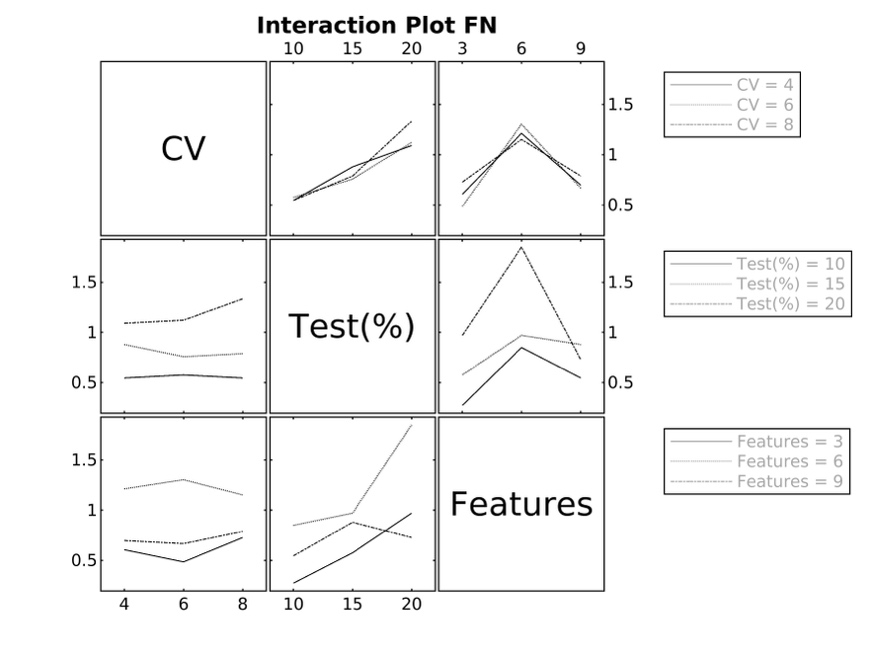 Interaction Plot FN
10 15 20 3 6 9
CV
1.5
1
0.5
CV = 4
CV = 6
CV = 8
1.5
1
0.5
Test(%)
1.5
1
0.5
Test(%) = 10
Test(%) = 15
Test(%) = 20
1.5
1
0.5
Features
Features = 3
Features = 6
Features = 9
4 6 8 10 15 20